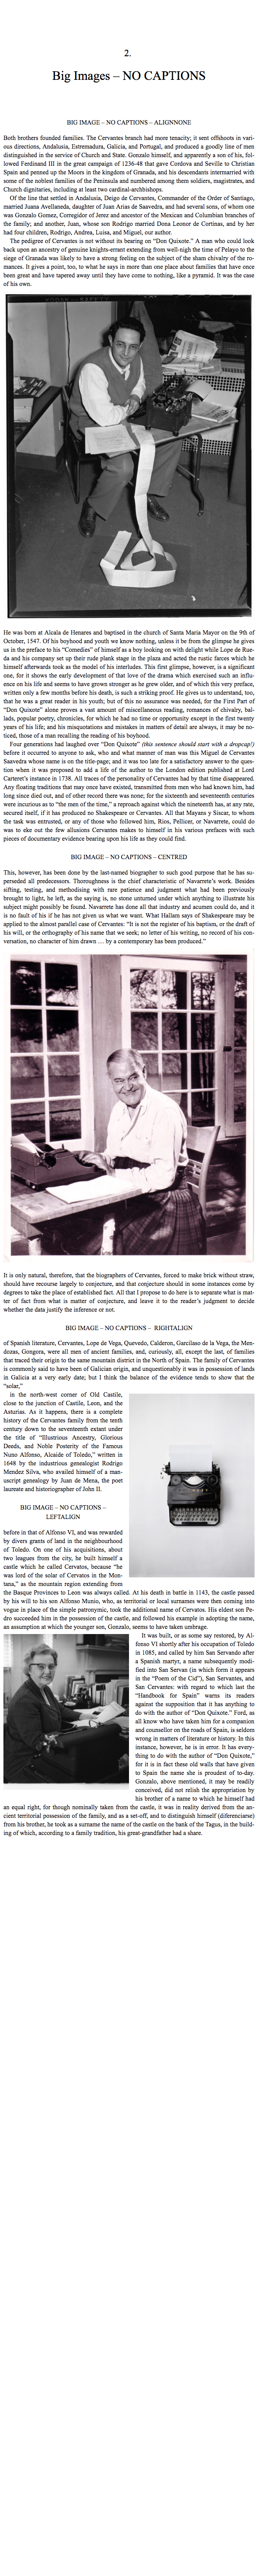 2.
Big Images – NO CAPTIONS
BIG IMAGE – NO CAPTIONS – ALIGNNONE
Both brothers founded families. The Cervantes branch had more tenacity; it sent offshoots in vari-
ous directions, Andalusia, Estremadura, Galicia, and Portugal, and produced a goodly line of men
distinguished in the service of Church and State. Gonzalo himself, and apparently a son of his, fol-
lowed Ferdinand III in the great campaign of 1236-48 that gave Cordova and Seville to Christian
Spain and penned up the Moors in the kingdom of Granada, and his descendants intermarried with
some of the noblest families of the Peninsula and numbered among them soldiers, magistrates, and
Church dignitaries, including at least two cardinal-archbishops.
Of the line that settled in Andalusia, Deigo de Cervantes, Commander of the Order of Santiago,
married Juana Avellaneda, daughter of Juan Arias de Saavedra, and had several sons, of whom one
was Gonzalo Gomez, Corregidor of Jerez and ancestor of the Mexican and Columbian branches of
the family; and another, Juan, whose son Rodrigo married Dona Leonor de Cortinas, and by her
had four children, Rodrigo, Andrea, Luisa, and Miguel, our author.
The pedigree of Cervantes is not without its bearing on “Don Quixote.” A man who could look
back upon an ancestry of genuine knights-errant extending from well-nigh the time of Pelayo to the
siege of Granada was likely to have a strong feeling on the subject of the sham chivalry of the ro-
mances. It gives a point, too, to what he says in more than one place about families that have once
been great and have tapered away until they have come to nothing, like a pyramid. It was the case
of his own.
He was born at Alcala de Henares and baptised in the church of Santa Maria Mayor on the 9th of
October, 1547. Of his boyhood and youth we know nothing, unless it be from the glimpse he gives
us in the preface to his “Comedies” of himself as a boy looking on with delight while Lope de Rue-
da and his company set up their rude plank stage in the plaza and acted the rustic farces which he
himself afterwards took as the model of his interludes. This first glimpse, however, is a significant
one, for it shows the early development of that love of the drama which exercised such an influ-
ence on his life and seems to have grown stronger as he grew older, and of which this very preface,
written only a few months before his death, is such a striking proof. He gives us to understand, too,
that he was a great reader in his youth; but of this no assurance was needed, for the First Part of
“Don Quixote” alone proves a vast amount of miscellaneous reading, romances of chivalry, bal-
lads, popular poetry, chronicles, for which he had no time or opportunity except in the first twenty
years of his life; and his misquotations and mistakes in matters of detail are always, it may be no-
ticed, those of a man recalling the reading of his boyhood.
Four generations had laughed over “Don Quixote” (this sentence should start with a dropcap!)
before it occurred to anyone to ask, who and what manner of man was this Miguel de Cervantes
Saavedra whose name is on the title-page; and it was too late for a satisfactory answer to the ques-
tion when it was proposed to add a life of the author to the London edition published at Lord
Carteret’s instance in 1738. All traces of the personality of Cervantes had by that time disappeared.
Any floating traditions that may once have existed, transmitted from men who had known him, had
long since died out, and of other record there was none; for the sixteenth and seventeenth centuries
were incurious as to “the men of the time,” a reproach against which the nineteenth has, at any rate,
secured itself, if it has produced no Shakespeare or Cervantes. All that Mayans y Siscar, to whom
the task was entrusted, or any of those who followed him, Rios, Pellicer, or Navarrete, could do
was to eke out the few allusions Cervantes makes to himself in his various prefaces with such
pieces of documentary evidence bearing upon his life as they could find.
BIG IMAGE – NO CAPTIONS – CENTRED
This, however, has been done by the last-named biographer to such good purpose that he has su-
perseded all predecessors. Thoroughness is the chief characteristic of Navarrete’s work. Besides
sifting, testing, and methodising with rare patience and judgment what had been previously
brought to light, he left, as the saying is, no stone unturned under which anything to illustrate his
subject might possibly be found. Navarrete has done all that industry and acumen could do, and it
is no fault of his if he has not given us what we want. What Hallam says of Shakespeare may be
applied to the almost parallel case of Cervantes: “It is not the register of his baptism, or the draft of
his will, or the orthography of his name that we seek; no letter of his writing, no record of his con-
versation, no character of him drawn ... by a contemporary has been produced.”
It is only natural, therefore, that the biographers of Cervantes, forced to make brick without straw,
should have recourse largely to conjecture, and that conjecture should in some instances come by
degrees to take the place of established fact. All that I propose to do here is to separate what is mat-
ter of fact from what is matter of conjecture, and leave it to the reader’s judgment to decide
whether the data justify the inference or not.
BIG IMAGE – NO CAPTIONS – RIGHTALIGN
of Spanish literature, Cervantes, Lope de Vega, Quevedo, Calderon, Garcilaso de la Vega, the Men-
dozas, Gongora, were all men of ancient families, and, curiously, all, except the last, of families
that traced their origin to the same mountain district in the North of Spain. The family of Cervantes
is commonly said to have been of Galician origin, and unquestionably it was in possession of lands
in Galicia at a very early date; but I think the balance of the evidence tends to show that the
“solar,”
in the north-west corner of Old Castile,
close to the junction of Castile, Leon, and the
Asturias. As it happens, there is a complete
history of the Cervantes family from the tenth
century down to the seventeenth extant under
the title of “Illustrious Ancestry, Glorious
Deeds, and Noble Posterity of the Famous
Nuno Alfonso, Alcaide of Toledo,” written in
1648 by the industrious genealogist Rodrigo
Mendez Silva, who availed himself of a man-
uscript genealogy by Juan de Mena, the poet
laureate and historiographer of John II.
BIG IMAGE – NO CAPTIONS –
LEFTALIGN
before in that of Alfonso VI, and was rewarded
by divers grants of land in the neighbourhood
of Toledo. On one of his acquisitions, about
two leagues from the city, he built himself a
castle which he called Cervatos, because “he
was lord of the solar of Cervatos in the Mon-
tana,” as the mountain region extending from
the Basque Provinces to Leon was always called. At his death in battle in 1143, the castle passed
by his will to his son Alfonso Munio, who, as territorial or local surnames were then coming into
vogue in place of the simple patronymic, took the additional name of Cervatos. His eldest son Pe-
dro succeeded him in the possession of the castle, and followed his example in adopting the name,
an assumption at which the younger son, Gonzalo, seems to have taken umbrage.
It was built, or as some say restored, by Al-
fonso VI shortly after his occupation of Toledo
in 1085, and called by him San Servando after
a Spanish martyr, a name subsequently modi-
fied into San Servan (in which form it appears
in the “Poem of the Cid”), San Servantes, and
San Cervantes: with regard to which last the
“Handbook for Spain” warns its readers
against the supposition that it has anything to
do with the author of “Don Quixote.” Ford, as
all know who have taken him for a companion
and counsellor on the roads of Spain, is seldom
wrong in matters of literature or history. In this
instance, however, he is in error. It has every-
thing to do with the author of “Don Quixote,”
for it is in fact these old walls that have given
to Spain the name she is proudest of to-day.
Gonzalo, above mentioned, it may be readily
conceived, did not relish the appropriation by
his brother of a name to which he himself had
an equal right, for though nominally taken from the castle, it was in reality derived from the an-
cient territorial possession of the family, and as a set-off, and to distinguish himself (diferenciarse)
from his brother, he took as a surname the name of the castle on the bank of the Tagus, in the build-
ing of which, according to a family tradition, his great-grandfather had a share.